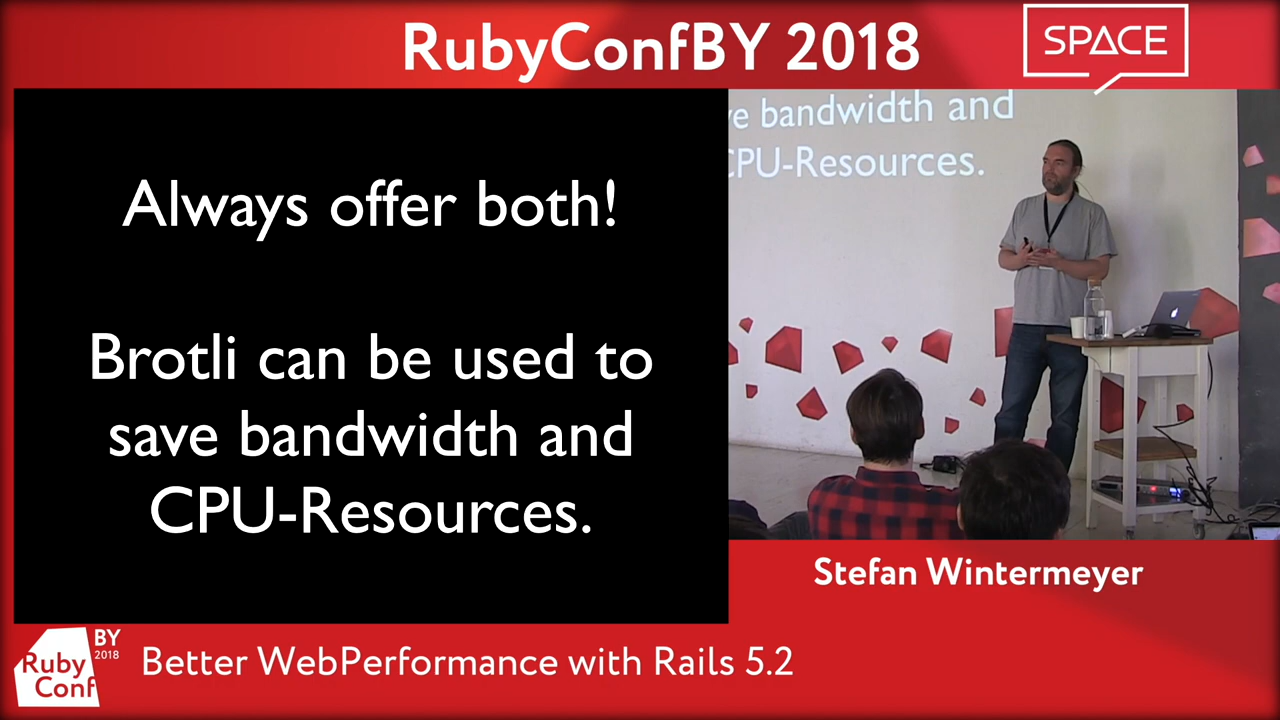 RubyConfBY 2018
SPACE
Always offer both!
Brotli can be used to
save bandwidth and
CPU-Resources.
ve bandwidth and
CPU-Resources.
Stefan Wintermeyer
Ruby
Conf
BY
2018
Better WebPerformance with Rails 5.2